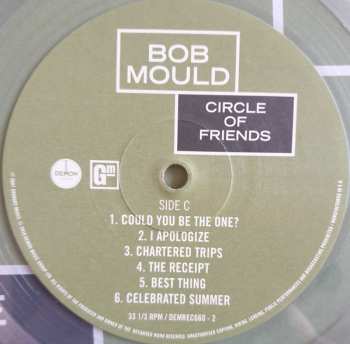 BOB
MOULD
CIRCLE
OF
FRIENDS
DEMON
Gm
SIDE C
1. COULD YOU BE THE ONE?
2. I APOLOGIZE
3. CHARTERED TRIPS
4. THE RECEIPT
5. BEST THING
6. CELEBRATED SUMMER
33 1/3 RPM / DEMREC660 - 2